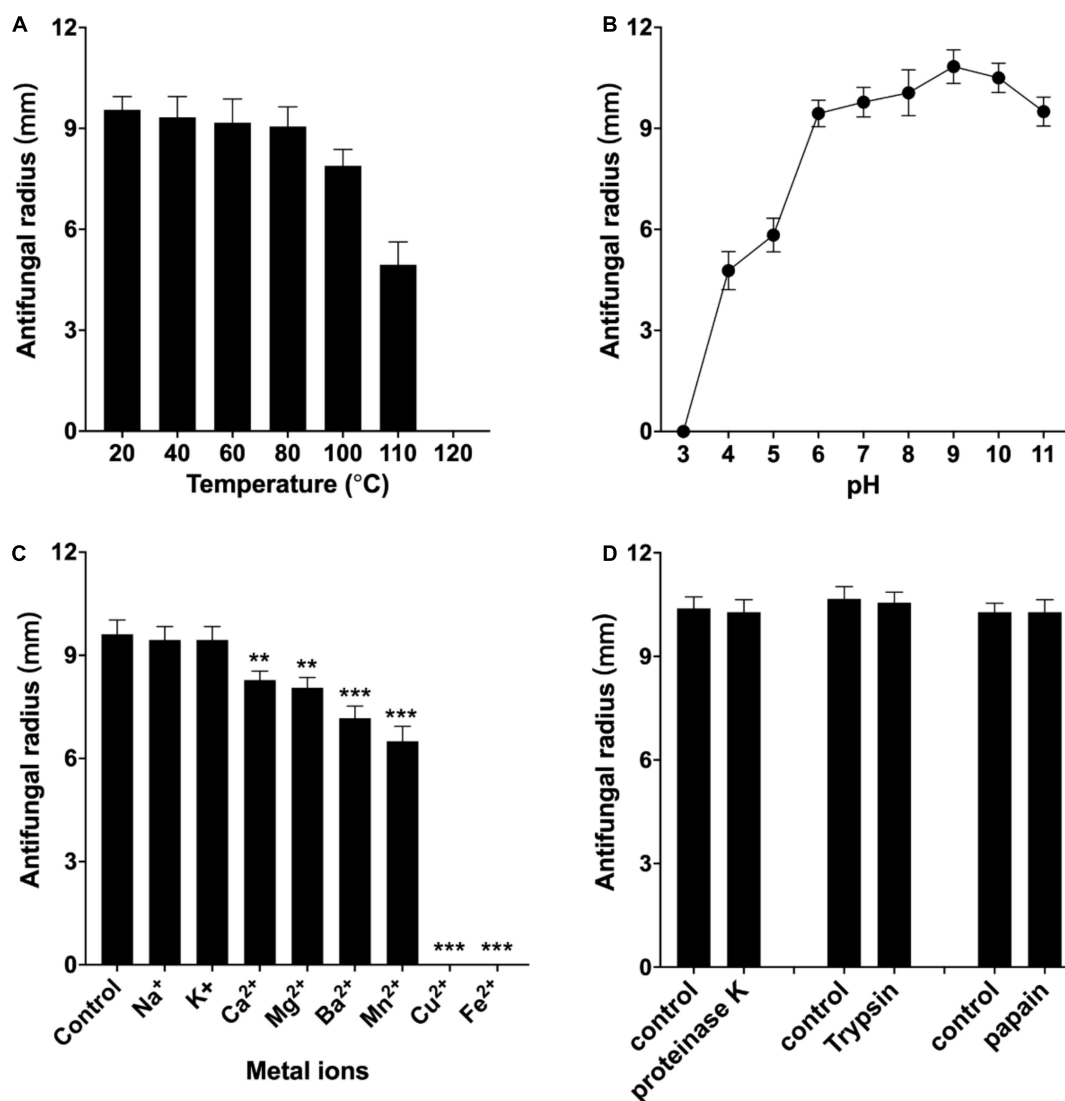 A
Antifungal radius (mm)
12
9
6
3
0
20 40 60 80 100 110 120
Temperature (°C)
B
Antifungal radius (mm)
12
9
6
3
0
3 4 5 6 7 8 9 10 11
pH
C
Antifungal radius (mm)
12
9
6
3
0
** ** *** *** *** ***
Control Na⁺ K+ Ca²⁺ Mg²⁺ Ba²⁺ Mn²⁺ Cu²⁺ Fe²⁺
Metal ions
D
Antifungal radius (mm)
12
9
6
3
0
control proteinase K control Trypsin control papain